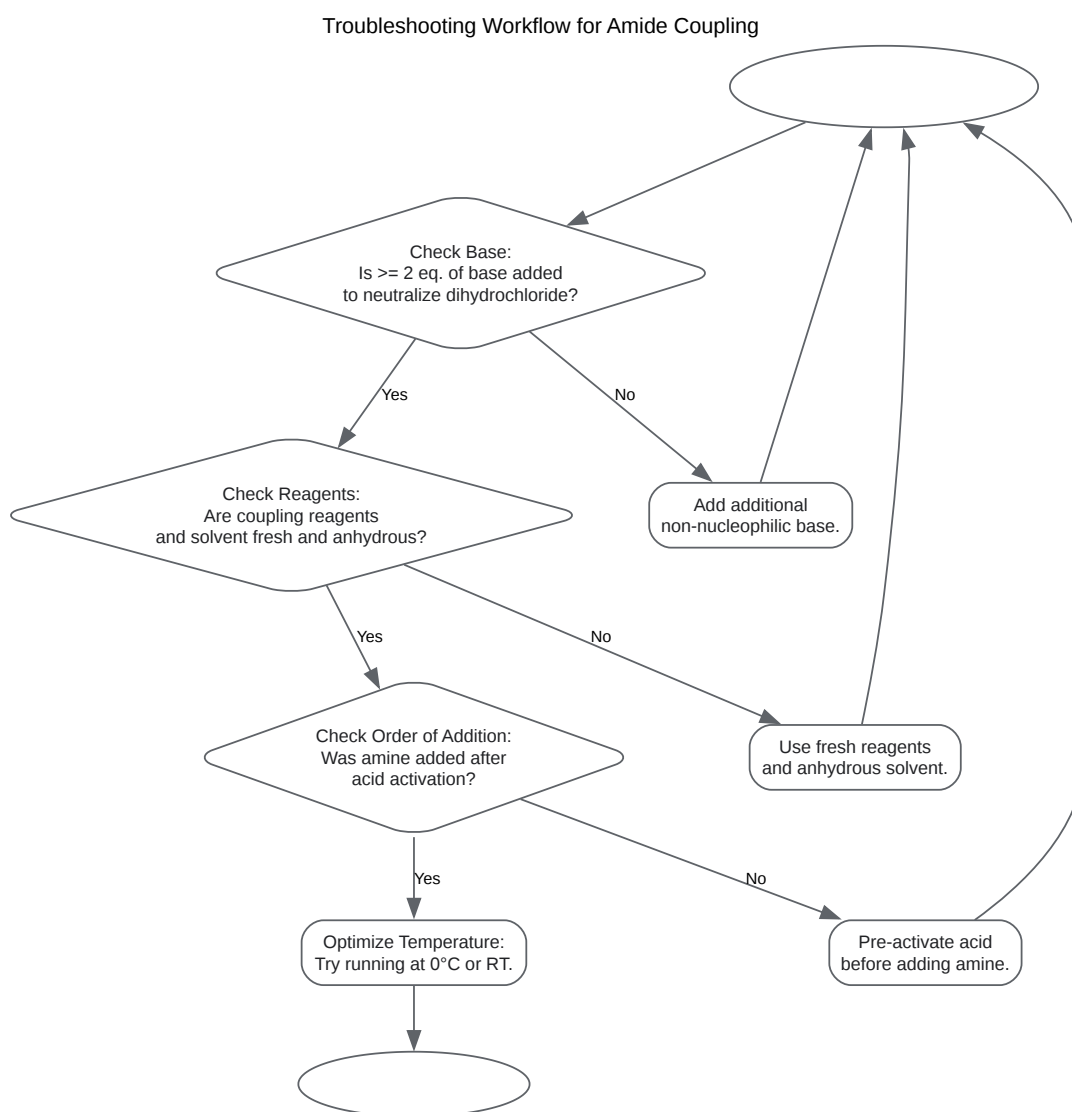 Troubleshooting Workflow for Amide Coupling
Check Base:
Is >= 2 eq. of base added
to neutralize dihydrochloride?
Yes
No
Check Reagents:
Are coupling reagents
and solvent fresh and anhydrous?
Add additional
non-nucleophilic base.
Yes
No
Check Order of Addition:
Was amine added after
acid activation?
Use fresh reagents
and anhydrous solvent.
Yes
No
Optimize Temperature:
Try running at 0°C or RT.
Pre-activate acid
before adding amine.